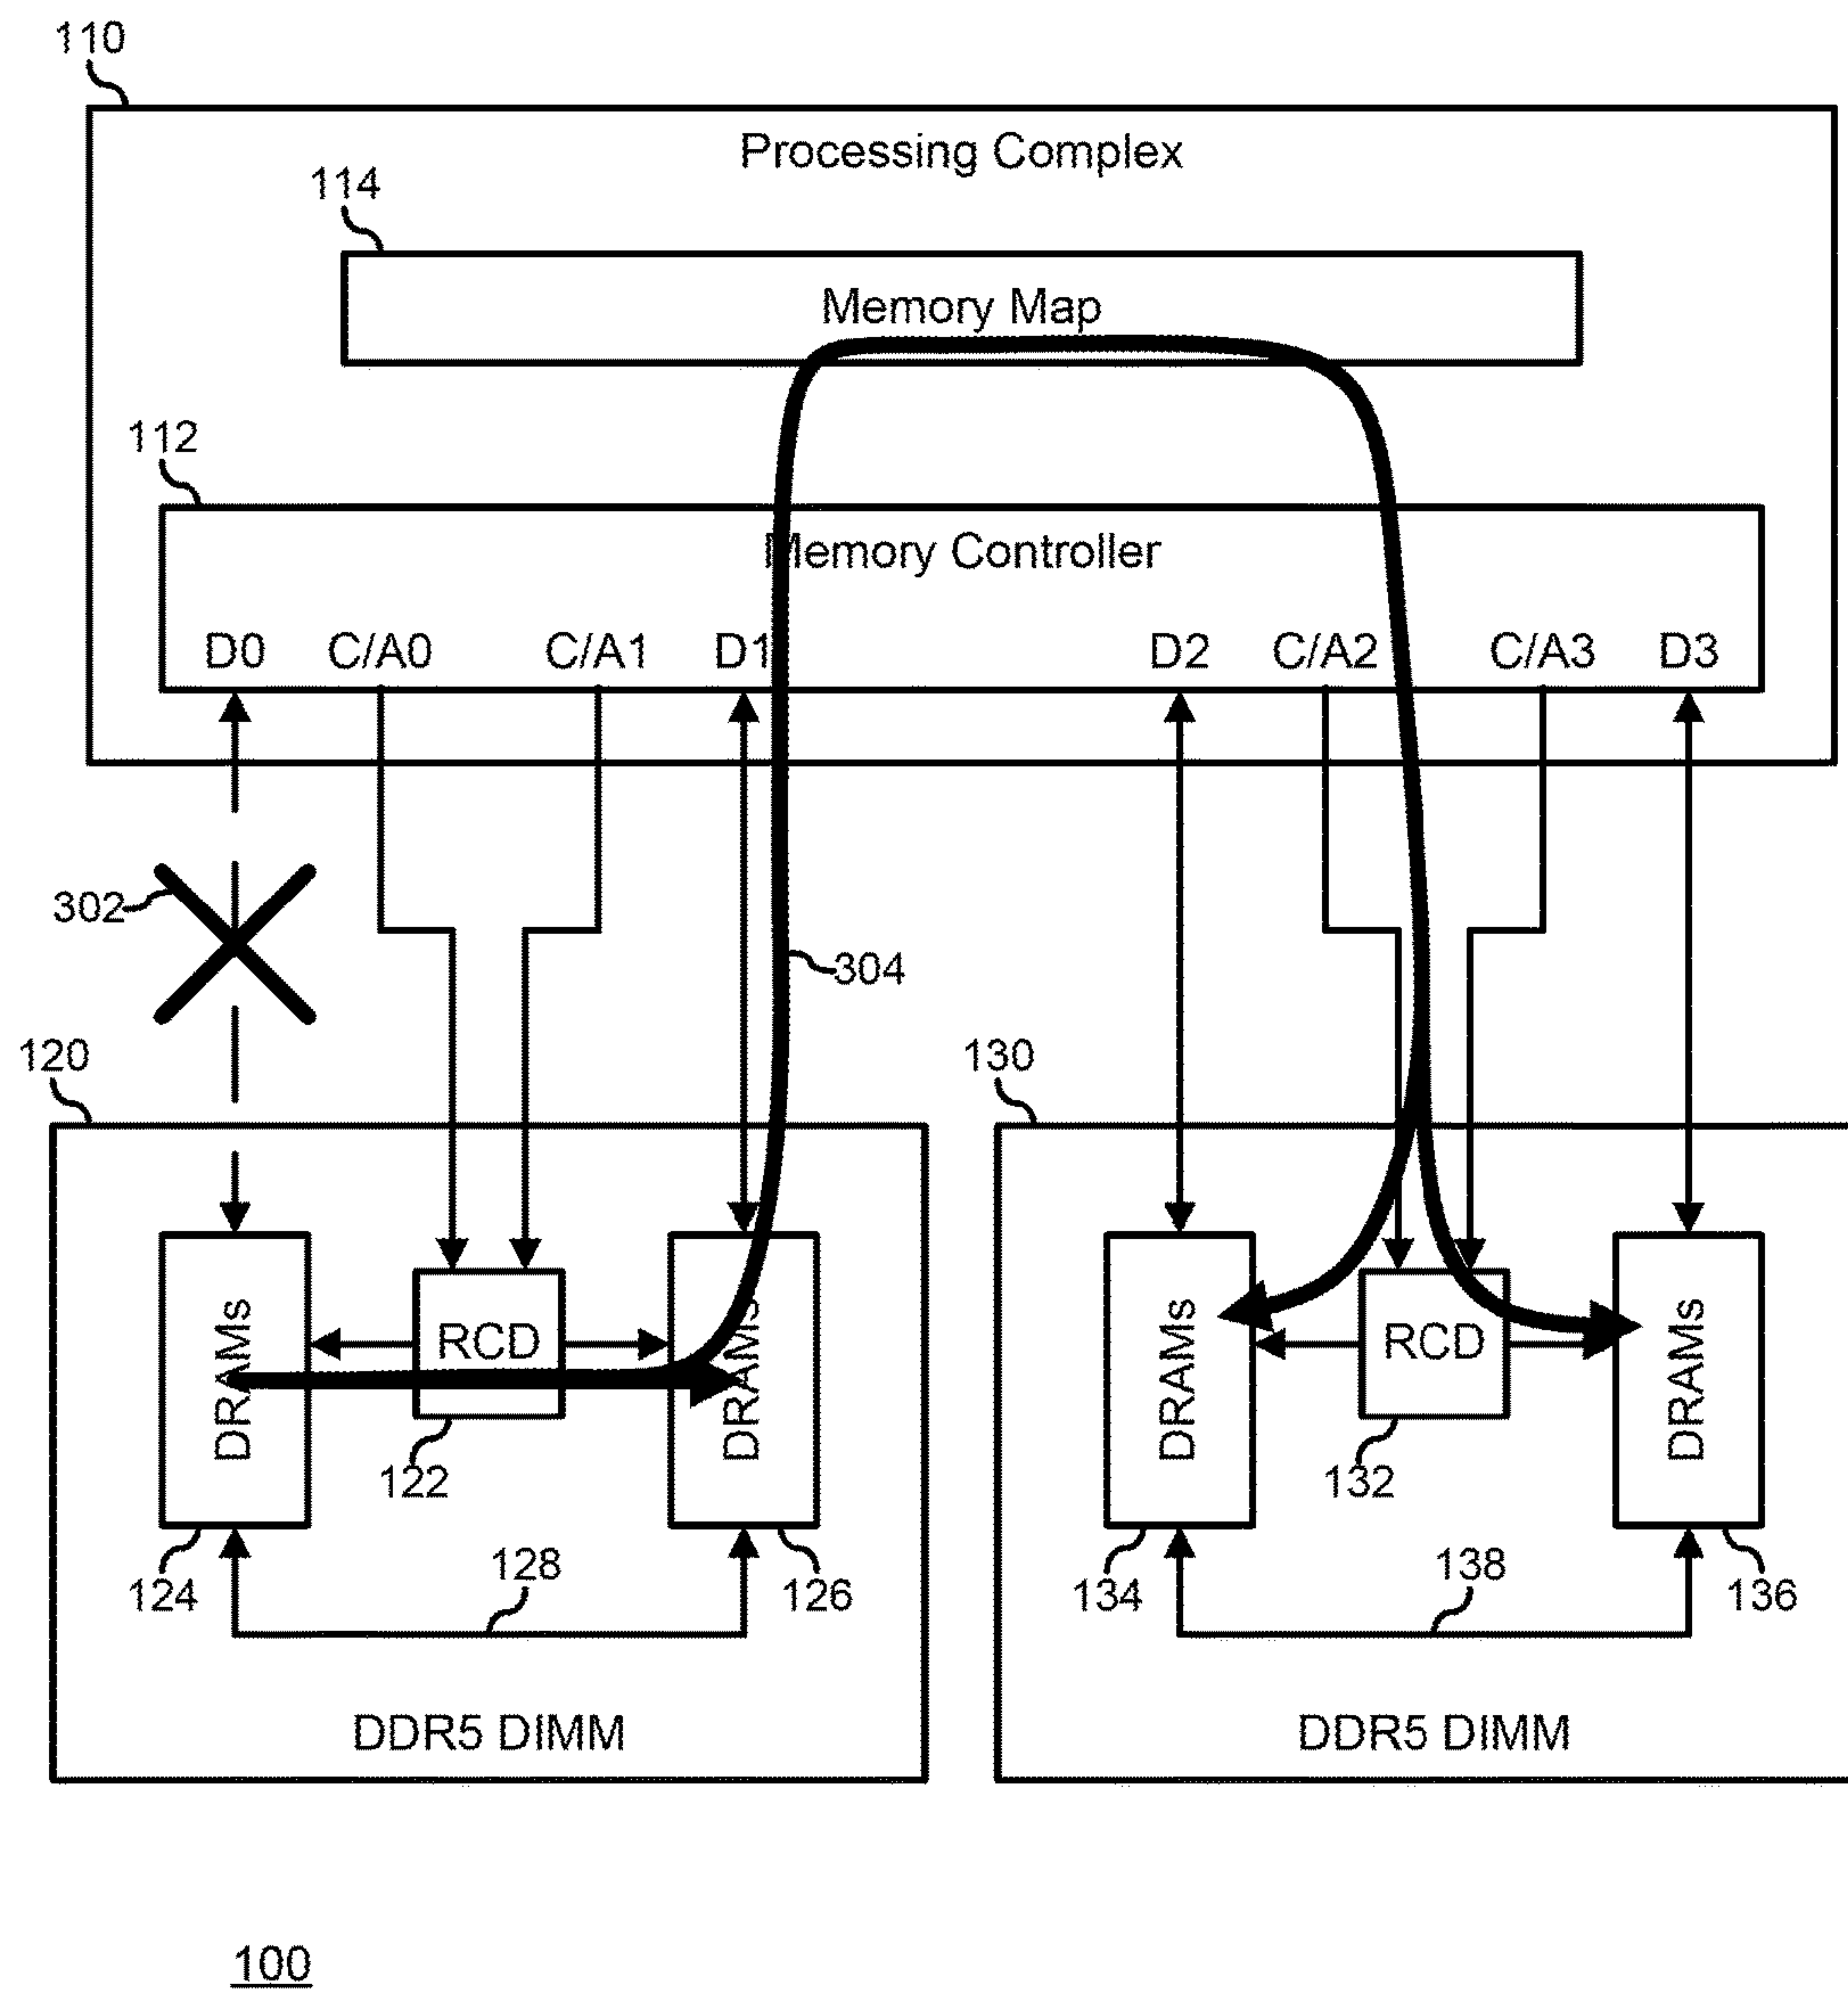 110
Processing Complex
114
Memory Map
112
Memory Controller
D0 C/A0 C/A1 D1 D2 C/A2 C/A3 D3
302
304
120
130
DRAMs RCD DRAMs DRAMs RCD DRAMs
122
132
124 128 126 134 138 136
DDR5 DIMM DDR5 DIMM
100